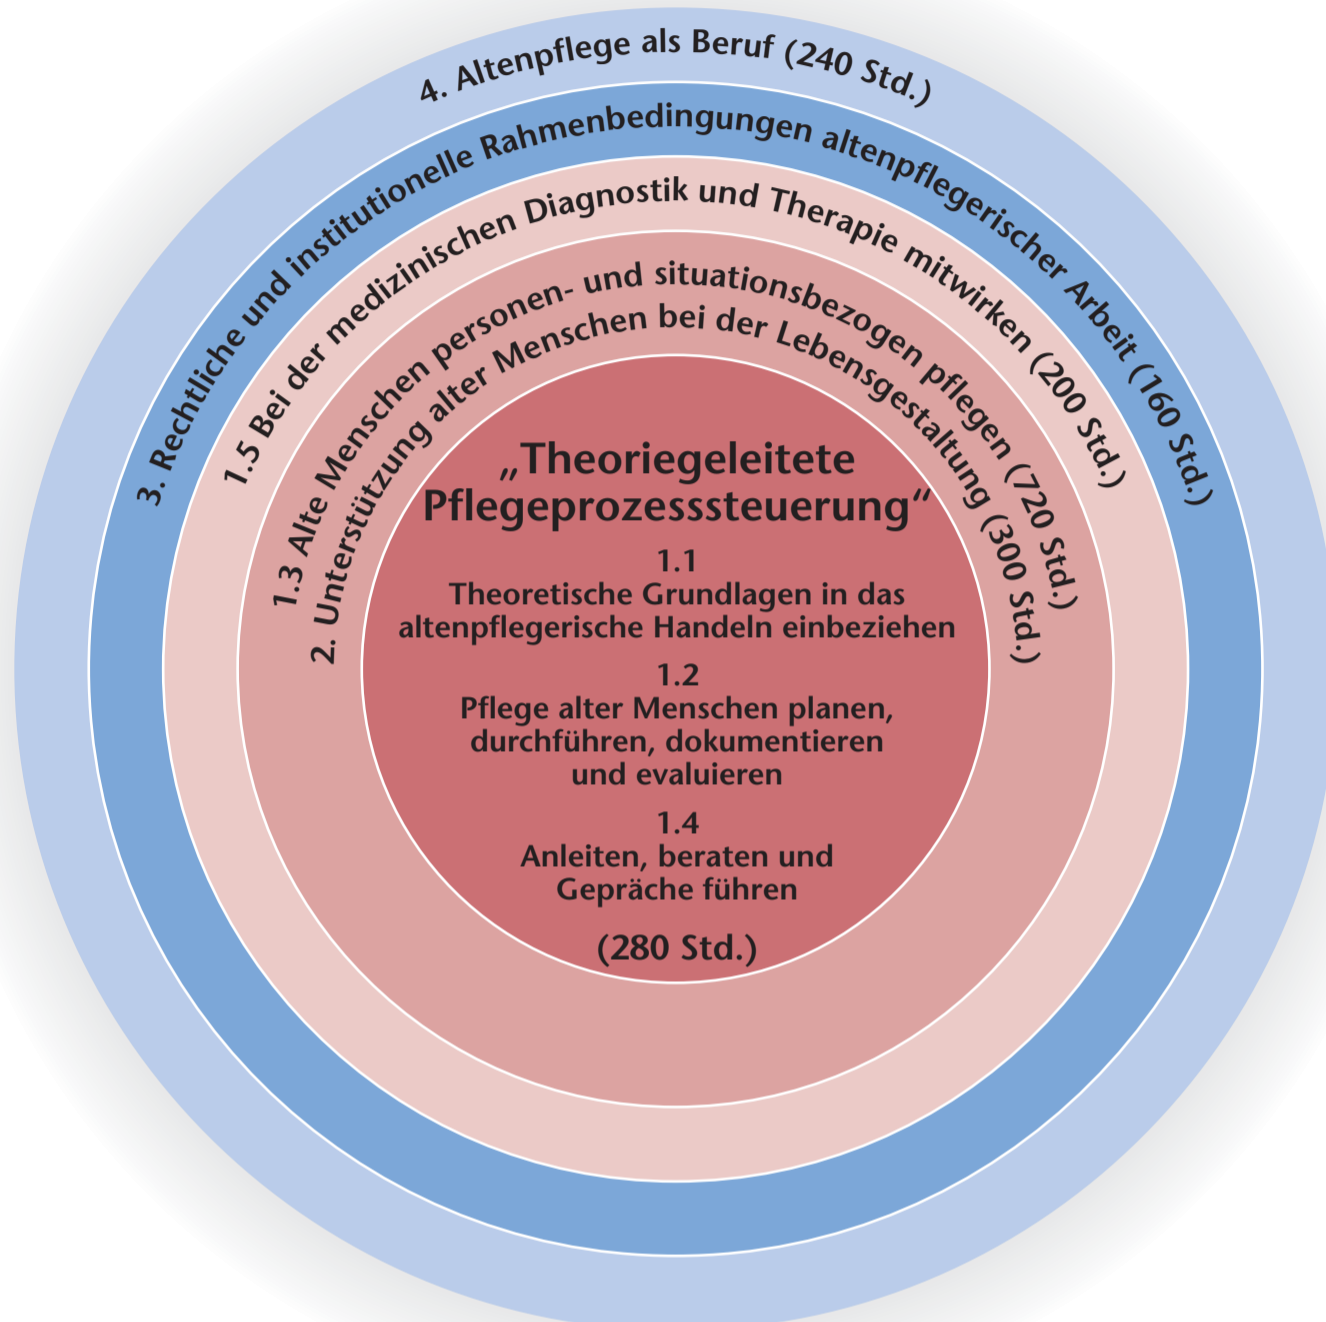 4. Altenpflege als Beruf (240 Std.)
3. Rechtliche und institutionelle Rahmenbedingungen altenpflegerischer Arbeit (160 Std.)
1.5 Bei der medizinischen Diagnostik und Therapie mitwirken (200 Std.)
1.3 Alte Menschen personen- und situationsbezogen pflegen (720 Std.)
2. Unterstützung alter Menschen bei der Lebensgestaltung (300 Std.)
„Theoriegeleitete
Pflegeprozesssteuerung“
1.1
Theoretische Grundlagen in das
altenpflegerische Handeln einbeziehen
1.2
Pflege alter Menschen planen,
durchführen, dokumentieren
und evaluieren
1.4
Anleiten, beraten und
Gepräche führen
(280 Std.)